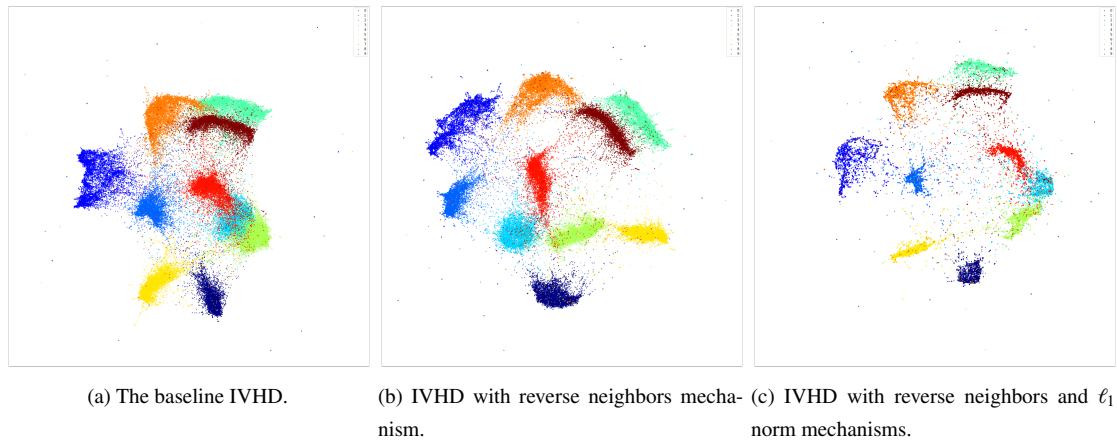 (a) The baseline IVHD.
(b) IVHD with reverse neighbors mecha-
nism.
(c) IVHD with reverse neighbors and ℓ1
norm mechanisms.